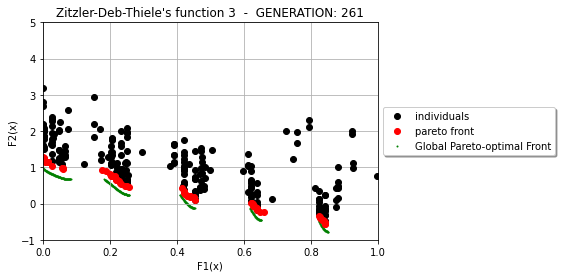 Zitzler-Deb-Thiele's function 3 - GENERATION: 261
5
4
3
2
1
0
-1
F2(x)
0.0 0.2 0.4 0.6 0.8 1.0
F1(x)
individuals
pareto front
Global Pareto-optimal Front